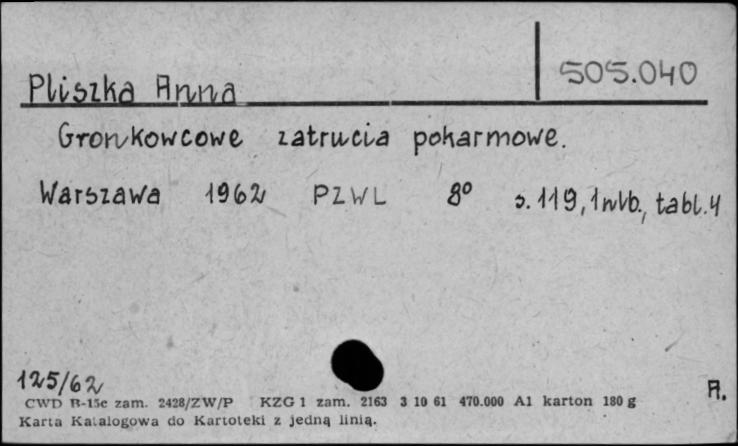 505.040
Pliszka Anna
Gronkowcowe zatrucia pokarmowe.
Warszawa 1962 PZWL 8° s. 119, 1 nlb., tabl. 4
125/62
A.
CWD B-15c zam. 2428/ZW/P KZG 1 zam. 2163 3 10 61 470.000 A1 karton 180 g
Karta Katalogowa do Kartoteki z jedną linią.